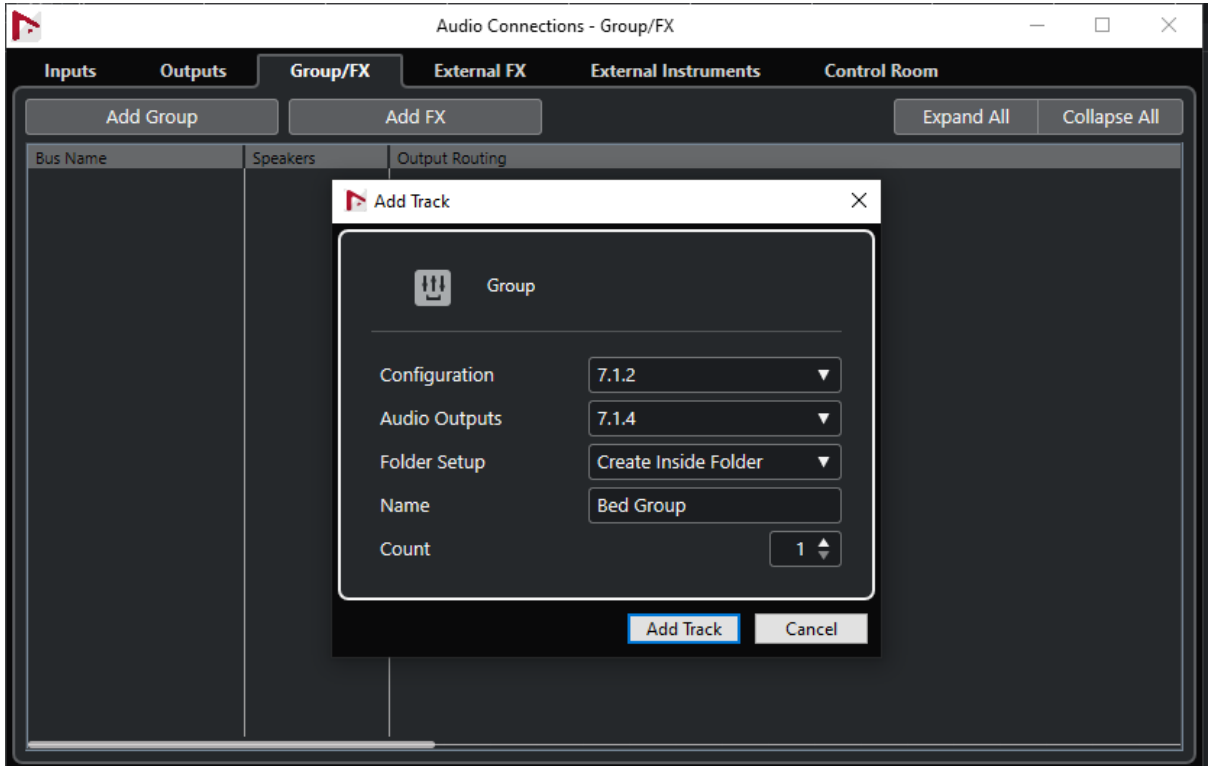 Audio Connections - Group/FX
Inputs Outputs Group/FX External FX External Instruments Control Room
Add Group Add FX Expand All Collapse All
Bus Name Speakers Output Routing
Add Track
Group
Configuration 7.1.2
Audio Outputs 7.1.4
Folder Setup Create Inside Folder
Name Bed Group
Count 1
Add Track Cancel